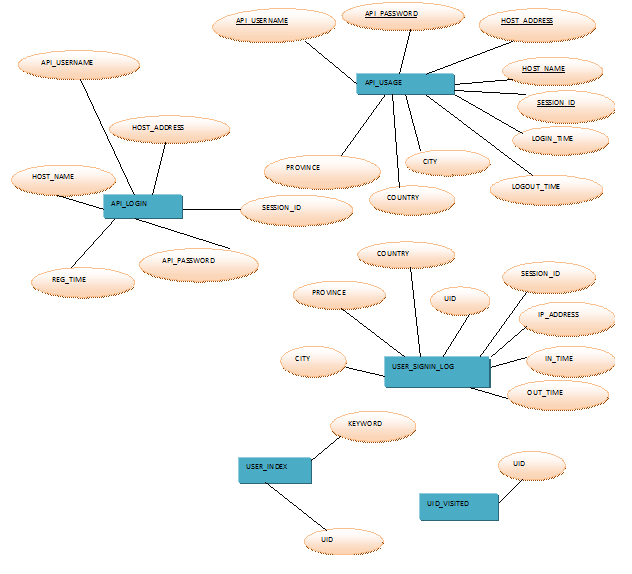 API_USERNAME
API_PASSWORD
HOST_ADDRESS
HOST_NAME
SESSION_ID
LOGIN_TIME
LOGOUT_TIME
API_USAGE
PROVINCE
CITY
COUNTRY
API_USERNAME
HOST_ADDRESS
HOST_NAME
API_LOGIN
SESSION_ID
API_PASSWORD
REG_TIME
COUNTRY
PROVINCE
UID
SESSION_ID
IP_ADDRESS
CITY
USER_SIGNIN_LOG
IN_TIME
OUT_TIME
KEYWORD
USER_INDEX
UID
UID
UID_VISITED